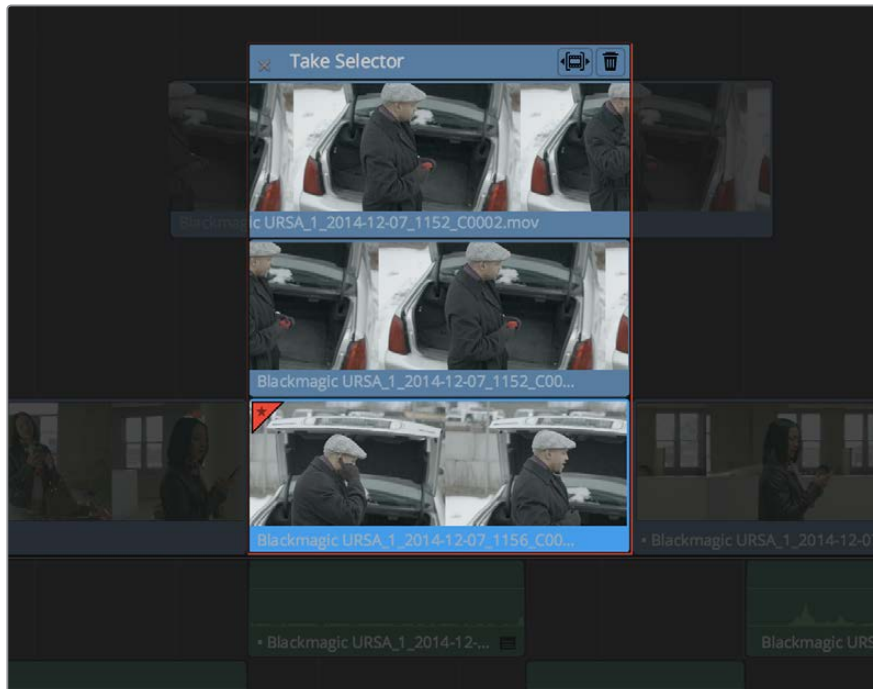 Take Selector
Blackmagic URSA_1_2014-12-07_1152_C0002.mov
Blackmagic URSA_1_2014-12-07_1152_C00...
Blackmagic URSA_1_2014-12-07_1156_C00...
• Blackmagic URSA_1_2014-12-07
• Blackmagic URSA_1_2014-12-...
Blackmagic URS